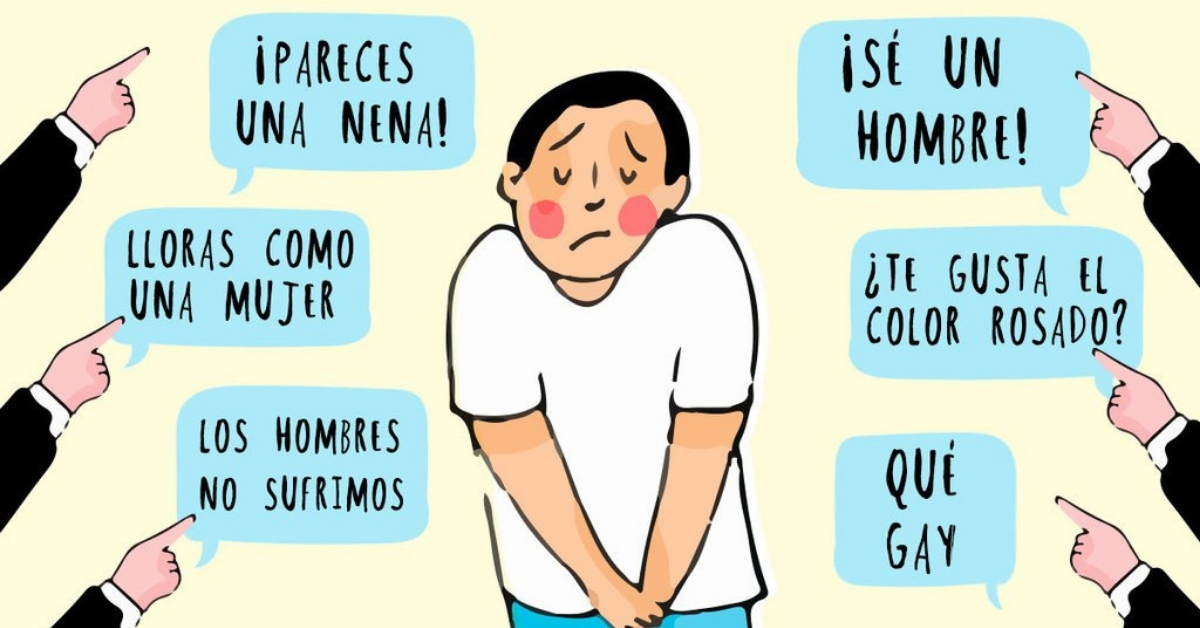 ¡PARECES
UNA NENA!
LLORAS COMO
UNA MUJER
LOS HOMBRES
NO SUFRIMOS
¡SÉ UN
HOMBRE!
¿TE GUSTA EL
COLOR ROSADO?
QUÉ
GAY